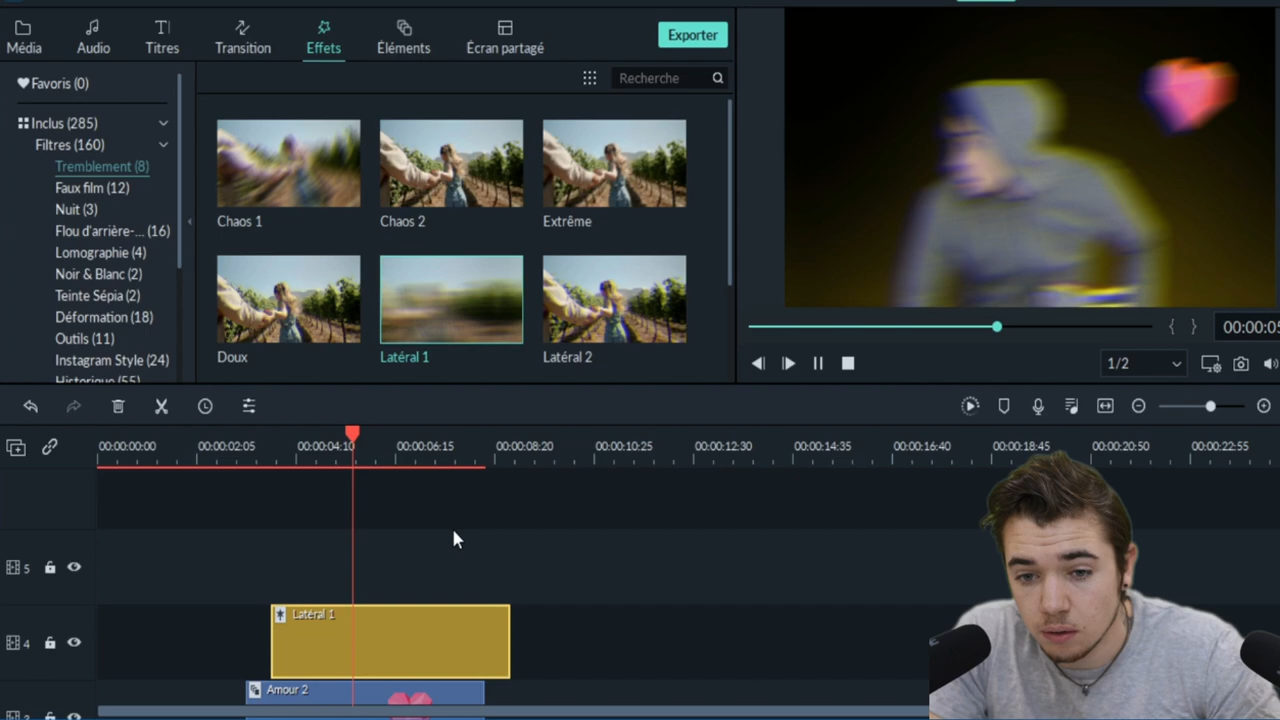 Média
Audio
Titres
Transition
Effets
Éléments
Écran partagé
Exporter
Favoris (0)
Recherche
Inclus (285)
Filtres (160)
Tremblement (8)
Faux film (12)
Nuit (3)
Flou d'arrière-... (16)
Lomographie (4)
Noir & Blanc (2)
Teinte Sépia (2)
Déformation (18)
Outils (11)
Instagram Style (24)
Historique (55)
Chaos 1
Chaos 2
Extrême
Doux
Latéral 1
Latéral 2
{ }
1/2
00:00:00:00
00:00:02:05
00:00:04:10
00:00:06:15
00:00:08:20
00:00:10:25
00:00:12:30
00:00:14:35
00:00:16:40
00:00:18:45
00:00:20:50
00:00:22:55
5
Latéral 1
4
Amour 2